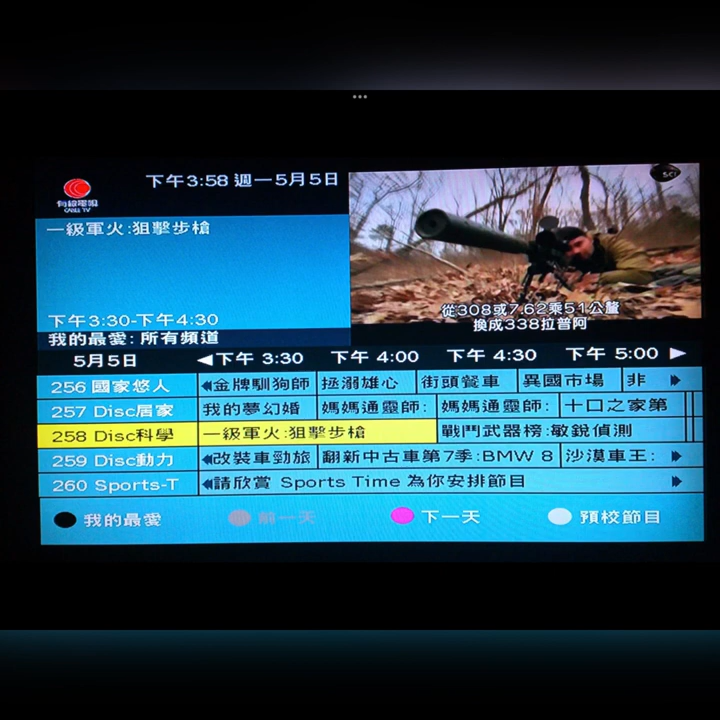 下午3:58 週一5月5日
SCI
有線電視
CABLE TV
一級軍火:狙擊步槍
從308或7.62乘51公釐
換成338拉普阿
下午3:30-下午4:30
我的最愛: 所有頻道
5月5日 ◀下午 3:30 下午 4:00 下午 4:30 下午 5:00 ▶
256 國家悠人 金牌馴狗師 拯溺雄心 街頭餐車 異國市場 非
257 Disc居家 我的夢幻婚 媽媽通靈師: 媽媽通靈師: 十口之家第
258 Disc科學 一級軍火:狙擊步槍 戰鬥武器榜:敏銳偵測
259 Disc動力 改裝車勁旅 翻新中古車第7季:BMW 8 沙漠車王:
260 Sports-T 請欣賞 Sports Time 為你安排節目
我的最愛 前一天 下一天 預校節目